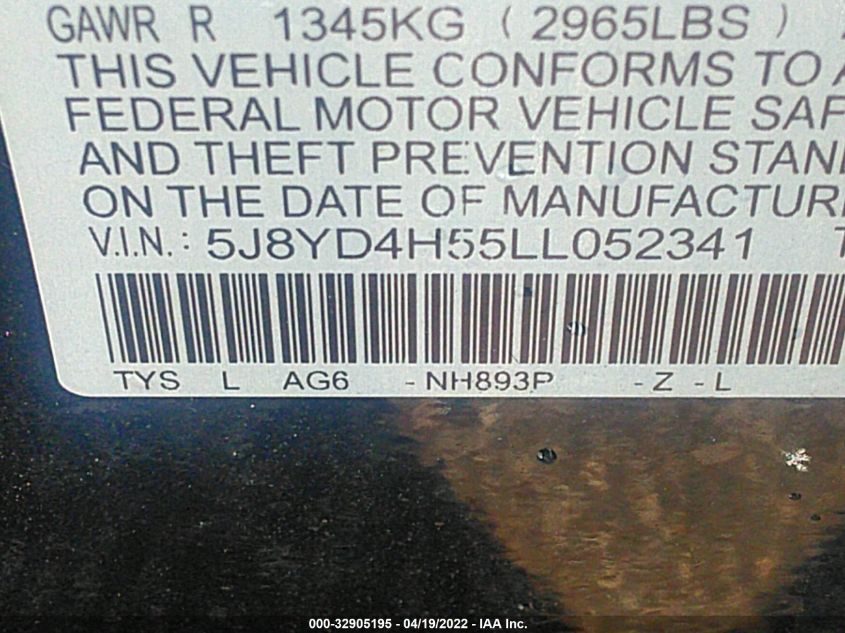 GAWR R 1345KG ( 2965LBS )
THIS VEHICLE CONFORMS TO A
FEDERAL MOTOR VEHICLE SAF
AND THEFT PREVENTION STAN
ON THE DATE OF MANUFACTUR
V.I.N.: 5J8YD4H55LL052341 T
TYS L AG6 -NH893P -Z -L
000-32905195 - 04/19/2022 - IAA Inc.